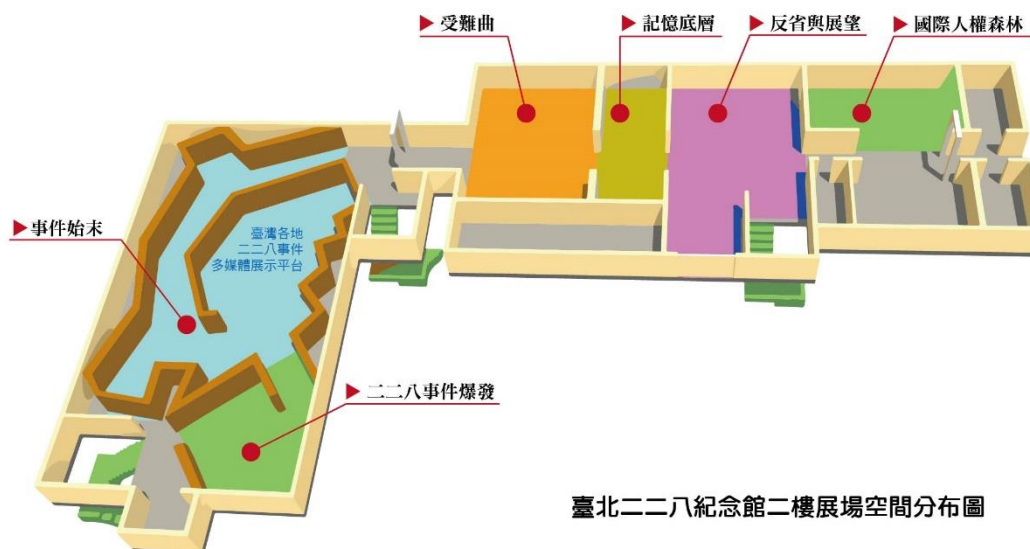 受難曲
記憶底層
反省與展望
國際人權森林
事件始末
臺灣各地
二二八事件
多媒體展示平台
二二八事件爆發
臺北二二八紀念館二樓展場空間分布圖